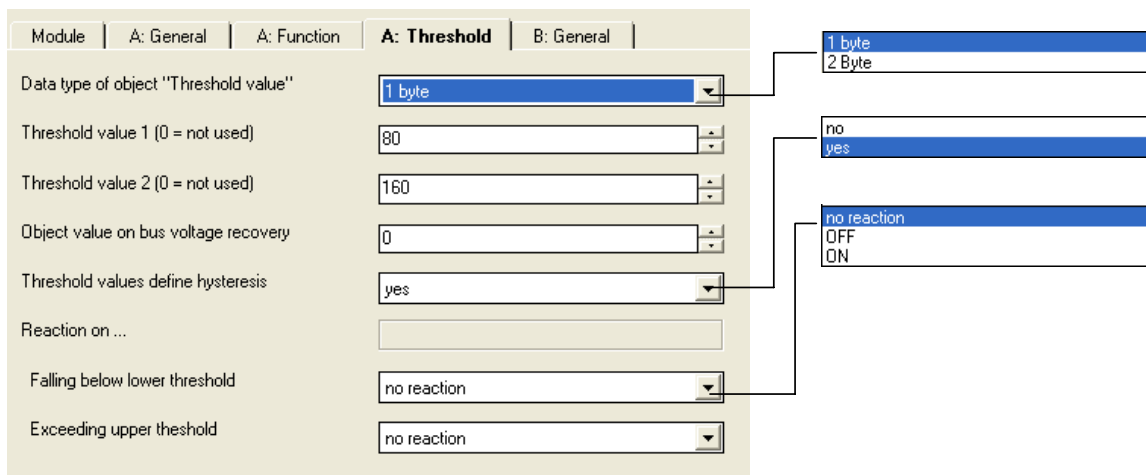 Module A: General A: Function A: Threshold B: General
Data type of object "Threshold value" 1 byte
Threshold value 1 (0 = not used) 80
Threshold value 2 (0 = not used) 160
Object value on bus voltage recovery 0
Threshold values define hysteresis yes
Reaction on ...
Falling below lower threshold no reaction
Exceeding upper theshold no reaction
1 byte
2 Byte
no
yes
no reaction
OFF
ON